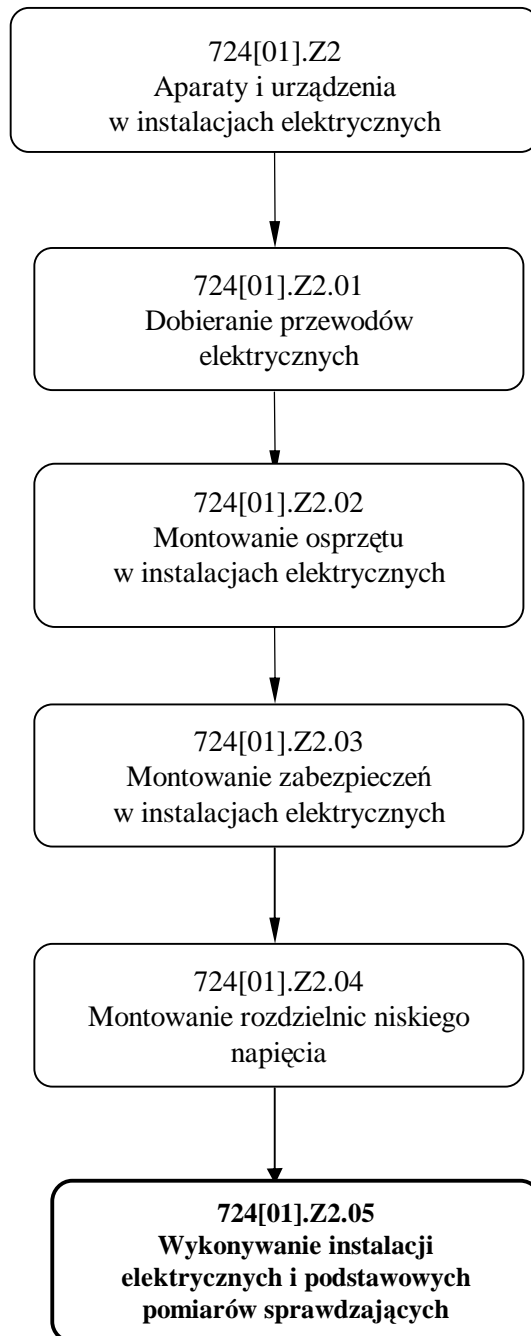 724[01].Z2
Aparaty i urządzenia
w instalacjach elektrycznych
724[01].Z2.01
Dobieranie przewodów
elektrycznych
724[01].Z2.02
Montowanie osprzętu
w instalacjach elektrycznych
724[01].Z2.03
Montowanie zabezpieczeń
w instalacjach elektrycznych
724[01].Z2.04
Montowanie rozdzielnic niskiego
napięcia
724[01].Z2.05
Wykonywanie instalacji
elektrycznych i podstawowych
pomiarów sprawdzających